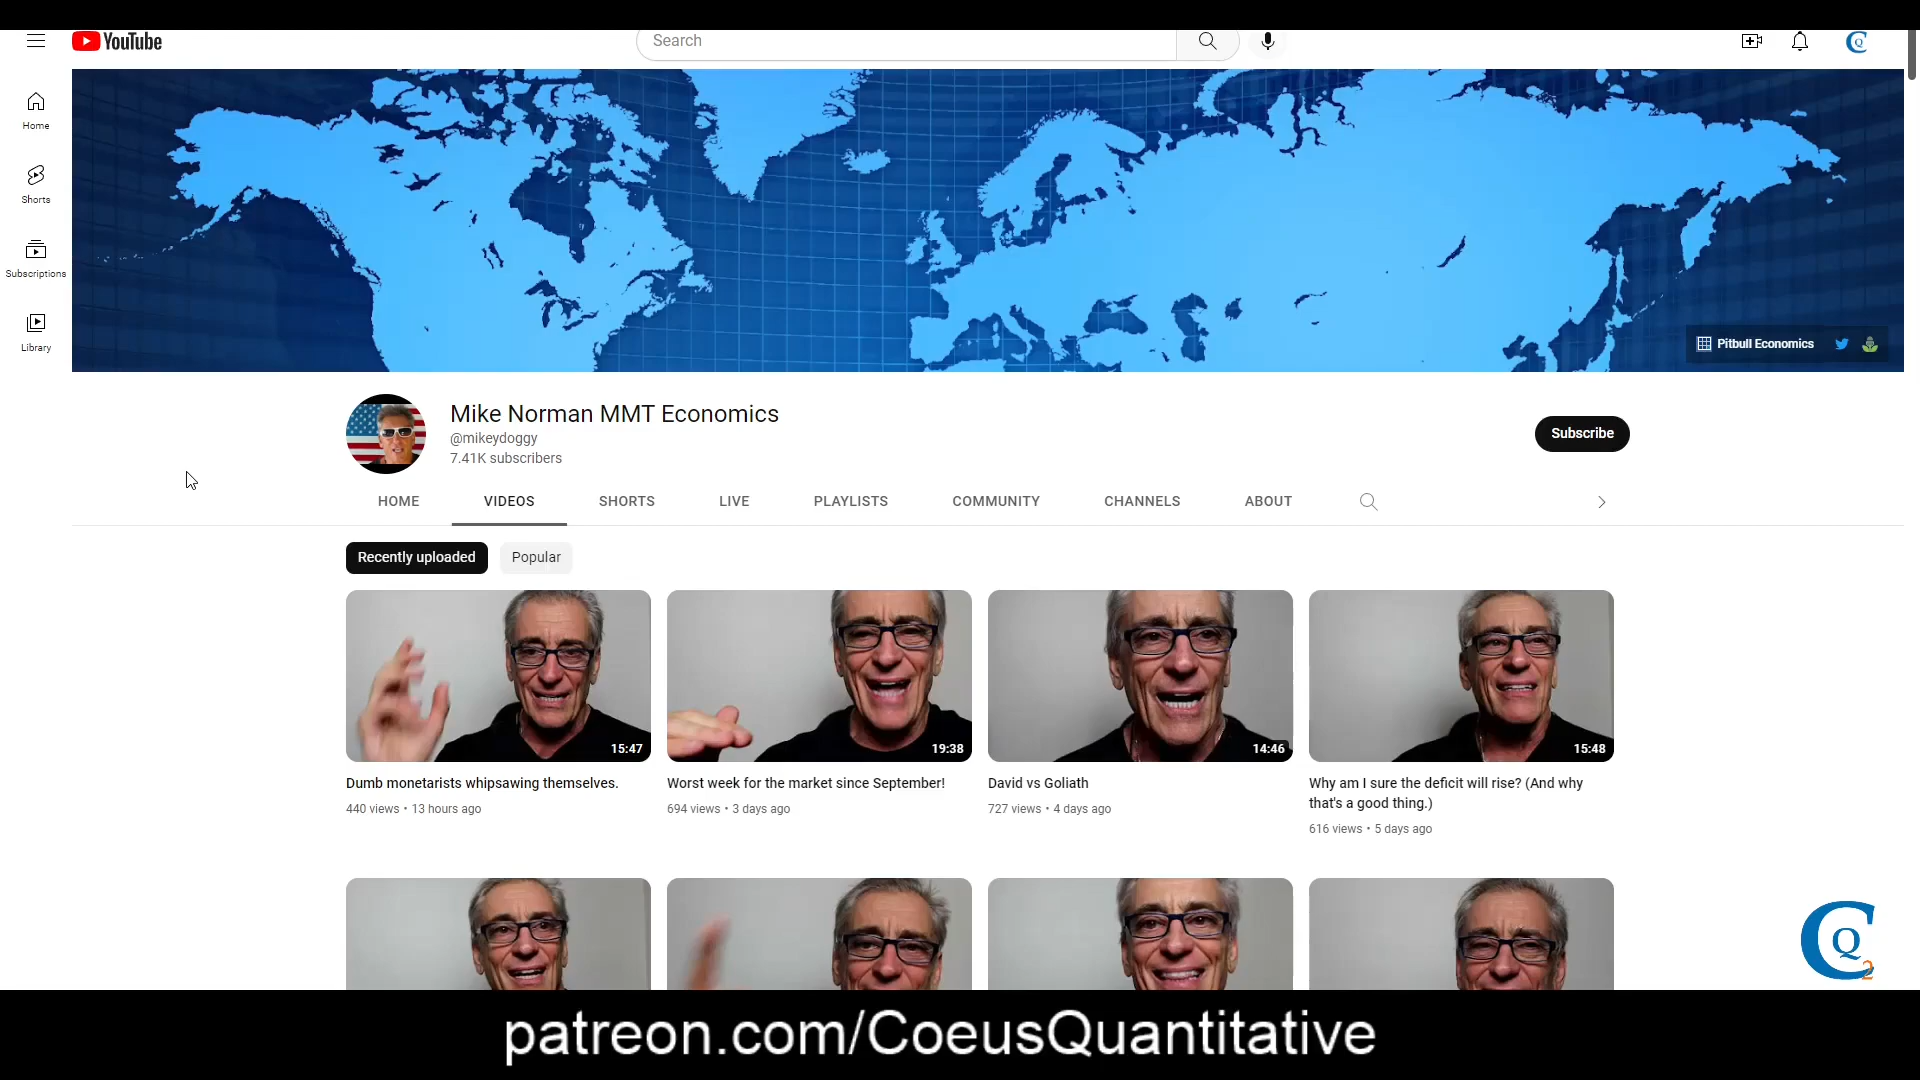 YouTube
Search
Home
Shorts
Subscriptions
Library
Pitbull Economics
Mike Norman MMT Economics
@mikeydoggy
7.41K subscribers
Subscribe
HOME VIDEOS SHORTS LIVE PLAYLISTS COMMUNITY CHANNELS ABOUT
Recently uploaded Popular
15:47 19:38 14:46 15:48
Dumb monetarists whipsawing themselves.
440 views • 13 hours ago
Worst week for the market since September!
694 views • 3 days ago
David vs Goliath
727 views • 4 days ago
Why am I sure the deficit will rise? (And why
that's a good thing.)
616 views • 5 days ago
CQ2
patreon.com/CoeusQuantitative